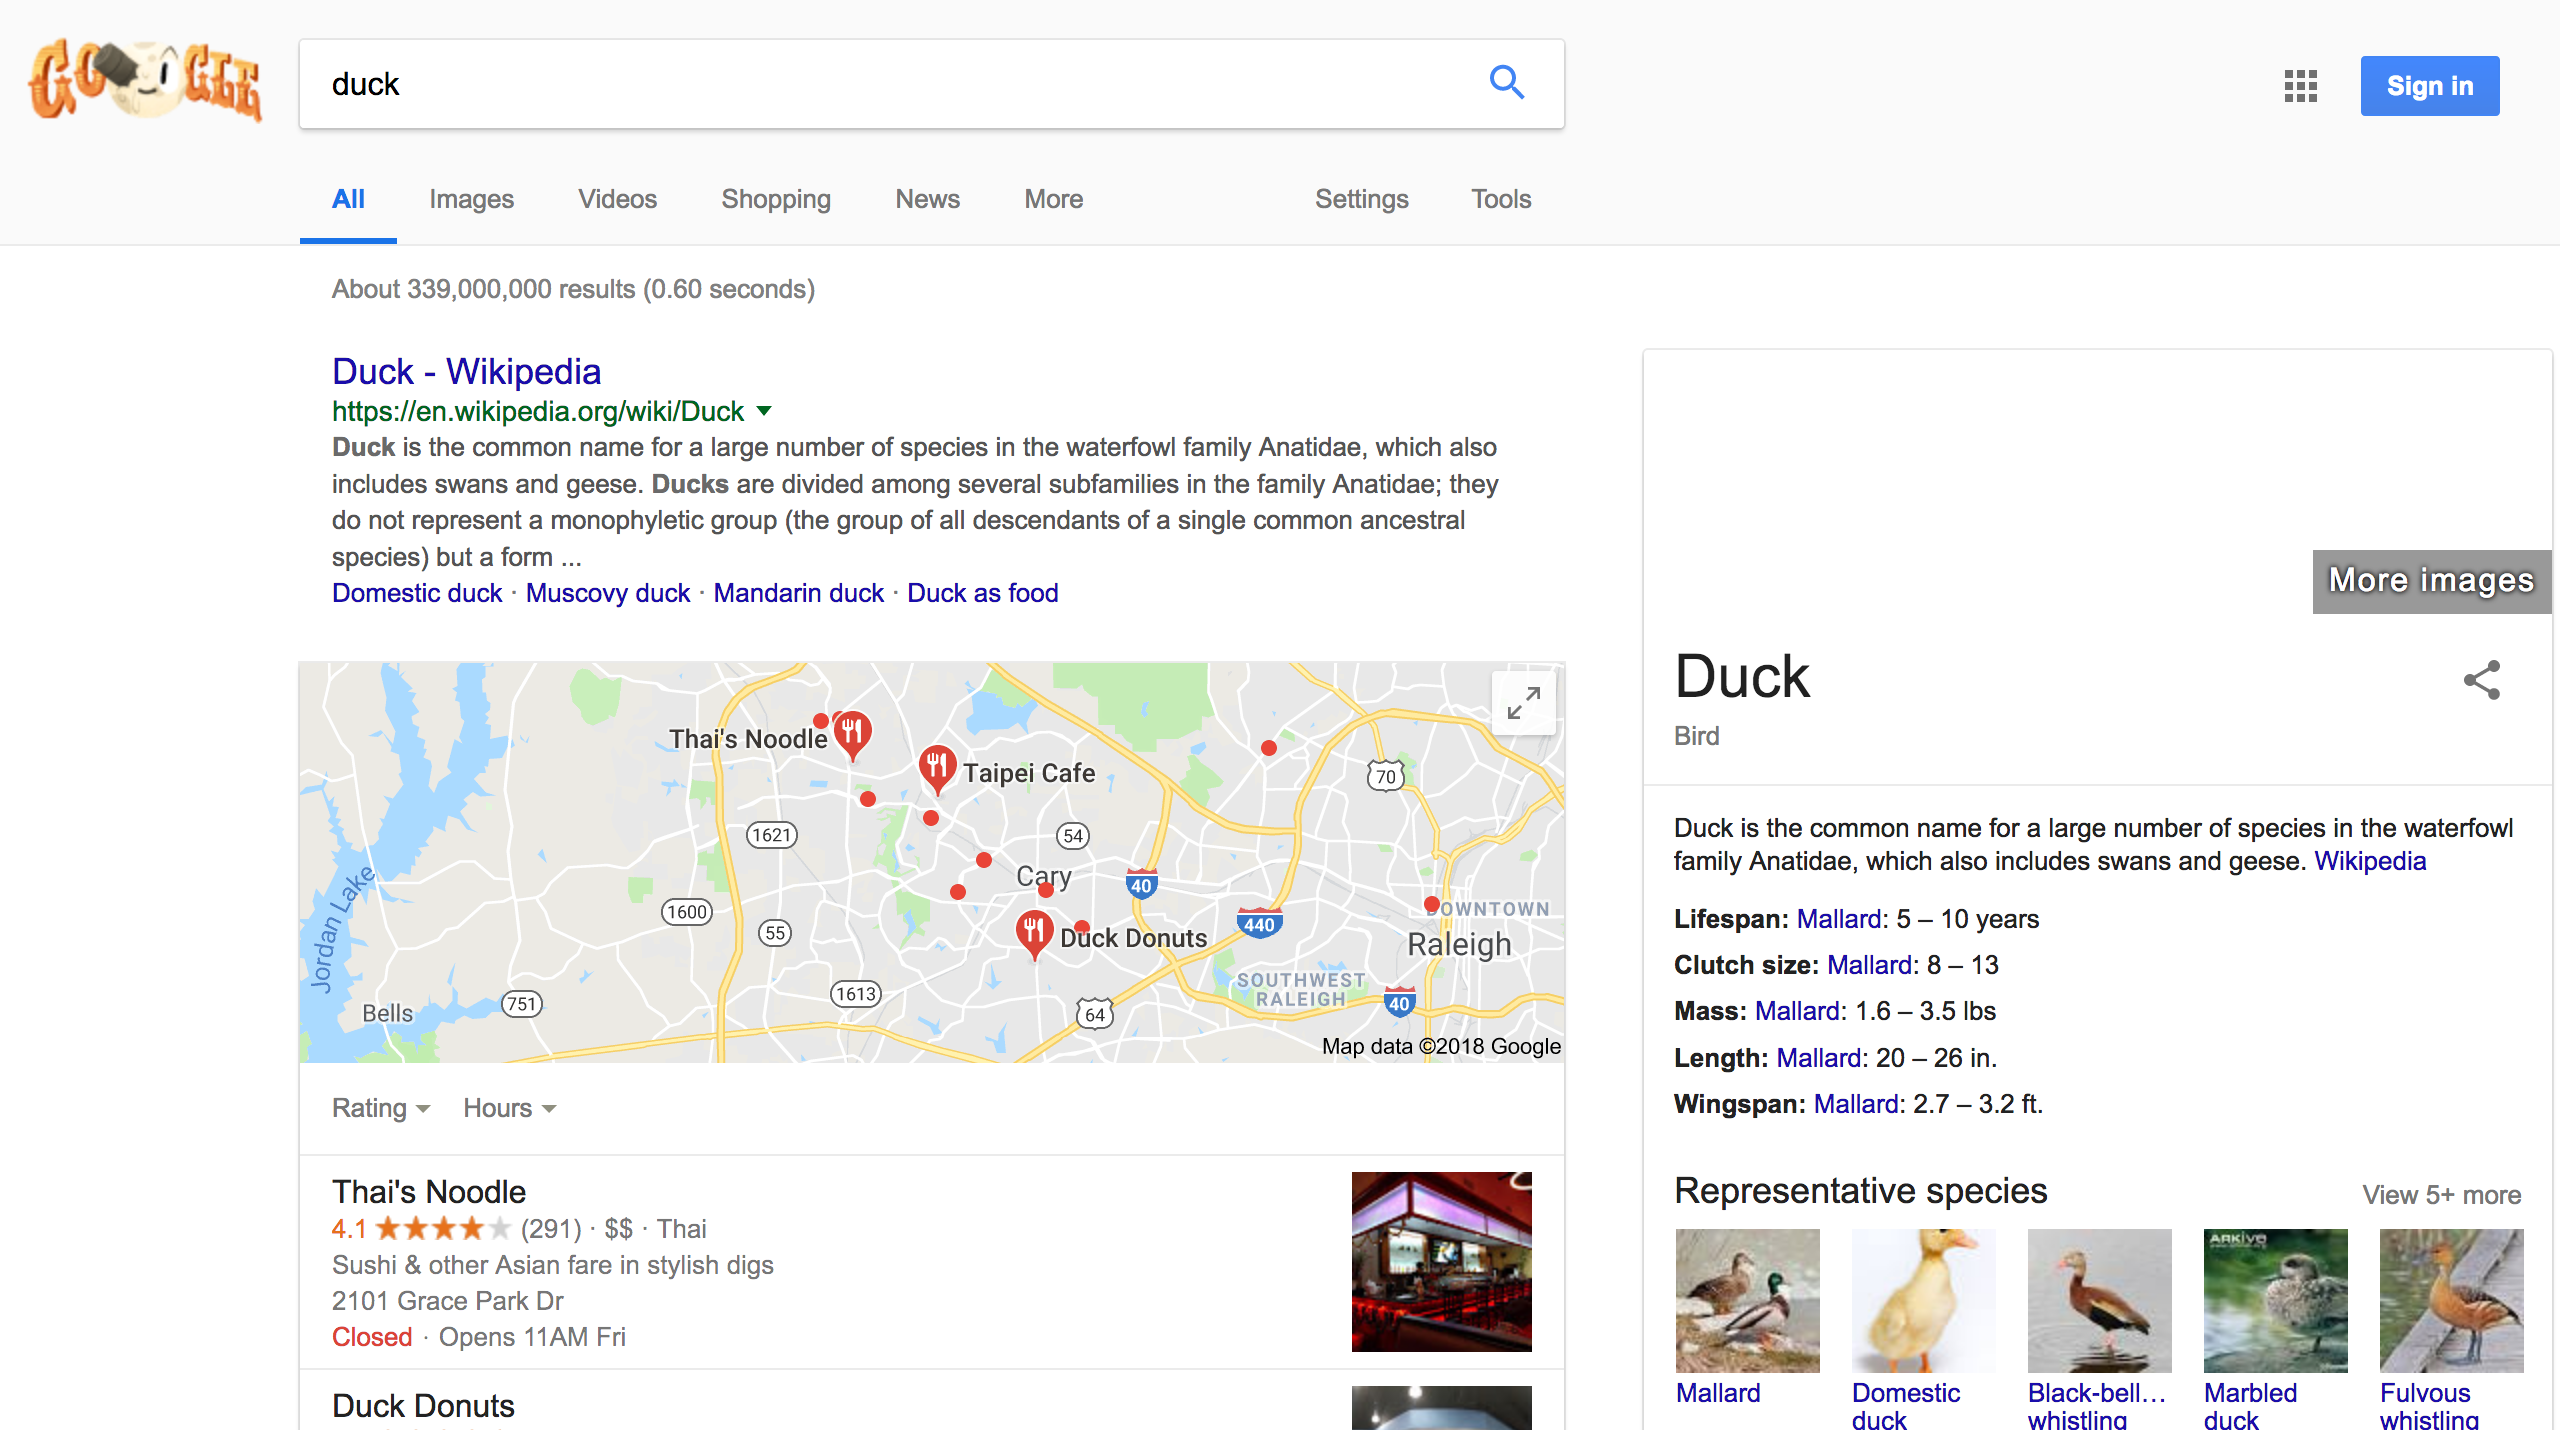 GOOGLE
duck
Sign in
All Images Videos Shopping News More Settings Tools
About 339,000,000 results (0.60 seconds)
Duck - Wikipedia
https://en.wikipedia.org/wiki/Duck
Duck is the common name for a large number of species in the waterfowl family Anatidae, which also
includes swans and geese. Ducks are divided among several subfamilies in the family Anatidae; they
do not represent a monophyletic group (the group of all descendants of a single common ancestral
species) but a form ...
Domestic duck · Muscovy duck · Mandarin duck · Duck as food
Thai's Noodle
Taipei Cafe
70
1621
54
Cary
40
Jordan Lake
1600
55
440
DOWNTOWN
Duck Donuts
Raleigh
SOUTHWEST
RALEIGH
1613
40
751
Bells
64
Map data ©2018 Google
Rating Hours
Thai's Noodle
4.1 (291) · $$ · Thai
Sushi & other Asian fare in stylish digs
2101 Grace Park Dr
Closed · Opens 11AM Fri
Duck Donuts
More images
Duck
Bird
Duck is the common name for a large number of species in the waterfowl
family Anatidae, which also includes swans and geese. Wikipedia
Lifespan: Mallard: 5 – 10 years
Clutch size: Mallard: 8 – 13
Mass: Mallard: 1.6 – 3.5 lbs
Length: Mallard: 20 – 26 in.
Wingspan: Mallard: 2.7 – 3.2 ft.
Representative species View 5+ more
ARKive
Mallard
Domestic
duck
Black-bell...
whistling
Marbled
duck
Fulvous
whistling